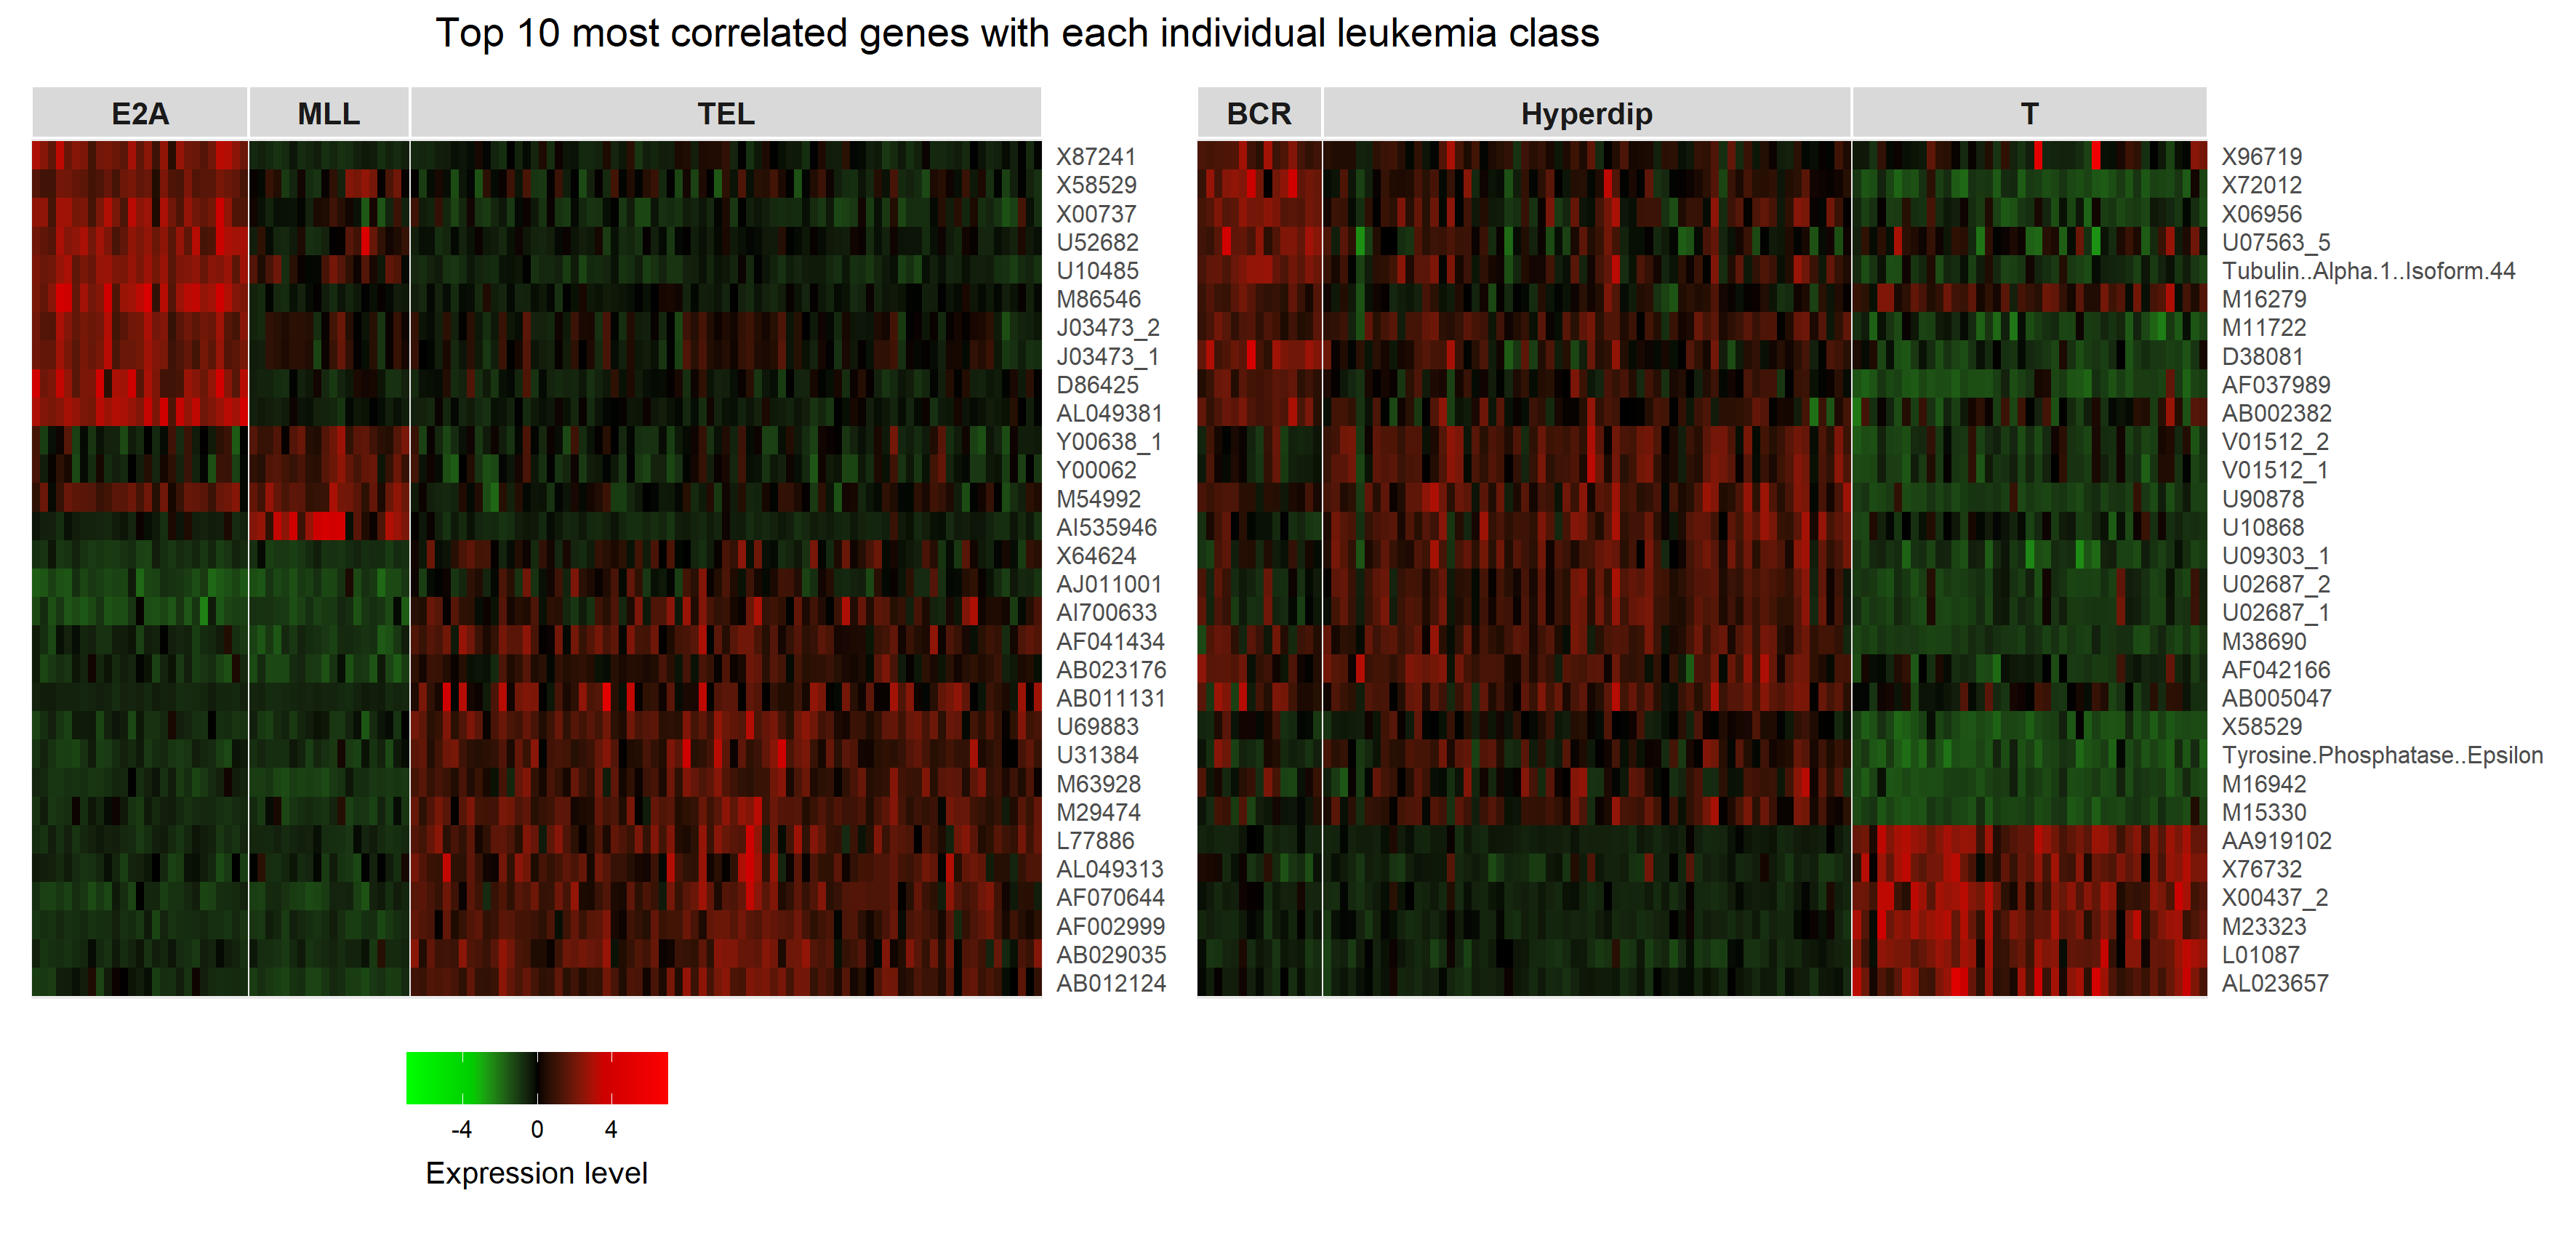 Top 10 most correlated genes with each individual leukemia class
E2A MLL TEL
X87241
X58529
X00737
U52682
U10485
M86546
J03473_2
J03473_1
D86425
AL049381
Y00638_1
Y00062
M54992
AI535946
X64624
AJ011001
AI700633
AF041434
AB023176
AB011131
U69883
U31384
M63928
M29474
L77886
AL049313
AF070644
AF002999
AB029035
AB012124
BCR Hyperdip T
X96719
X72012
X06956
U07563_5
Tubulin..Alpha.1..Isoform.44
M16279
M11722
D38081
AF037989
AB002382
V01512_2
V01512_1
U90878
U10868
U09303_1
U02687_2
U02687_1
M38690
AF042166
AB005047
X58529
Tyrosine.Phosphatase..Epsilon
M16942
M15330
AA919102
X76732
X00437_2
M23323
L01087
AL023657
-4 0 4
Expression level